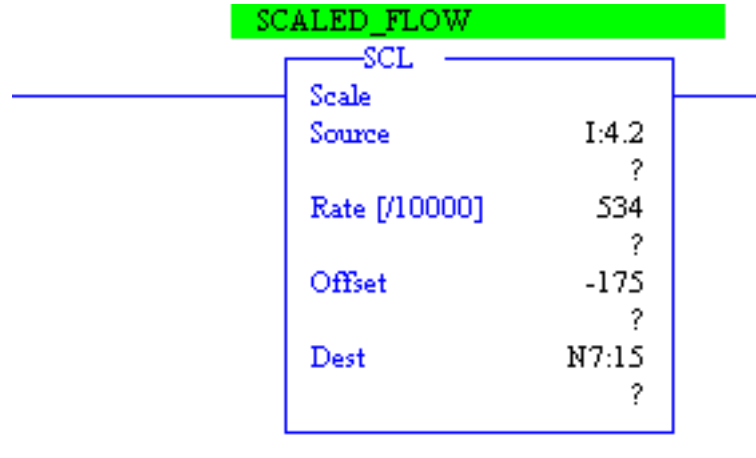 SCALED_FLOW
SCL
Scale
Source I:4.2
?
Rate [/10000] 534
?
Offset -175
?
Dest N7:15
?